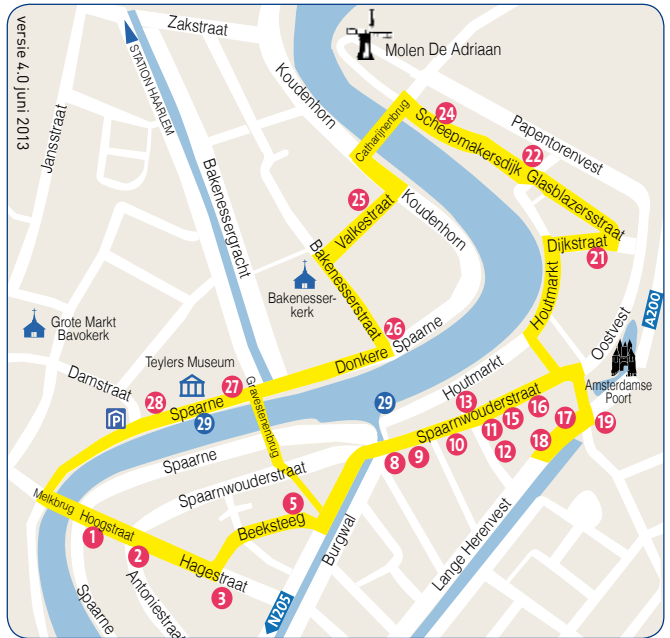 versie 4.0 juni 2013
Zakstraat
Molen De Adriaan
STATION HAARLEM
Koudenhorn
Jansstraat
Catharijnenbrug
24
Scheepmakersdijk
Papentorenvest
22
Glasblazersstraat
Bakenessergracht
25
Valkestraat
Koudenhorn
Dijkstraat
21
Bakenesser-
kerk
Bakenesserstraat
Houtmarkt
A200
Grote Markt
Bavokerk
26
Donkere Spaarne
Oostvest
Teylers Museum
Amsterdamse
Poort
Damstraat
28
27
Spaarne
29
P
Gravestenenbrug
29
Houtmarkt
13
Spaarnwouderstraat
16
15
17
19
11
10
18
12
8
9
Spaarne
Spaarnwouderstraat
5
Melkbrug
Hoogstraat
1
2
Beeksteeg
Burgwal
Lange Herenvest
Hagestraat
3
Antoniestraat
Spaarne
N205